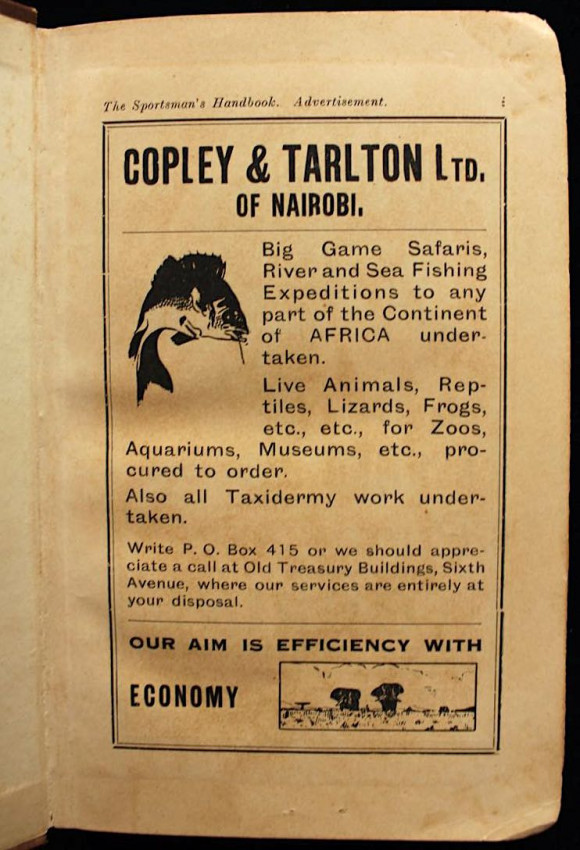 The Sportsman's Handbook. Advertisement. i
COPLEY & TARLTON LTD.
OF NAIROBI.
Big Game Safaris,
River and Sea Fishing
Expeditions to any
part of the Continent
of AFRICA under-
taken.
Live Animals, Rep-
tiles, Lizards, Frogs,
etc., etc., for Zoos,
Aquariums, Museums, etc., pro-
cured to order.
Also all Taxidermy work under-
taken.
Write P. O. Box 415 or we should appre-
ciate a call at Old Treasury Buildings, Sixth
Avenue, where our services are entirely at
your disposal.
OUR AIM IS EFFICIENCY WITH
ECONOMY